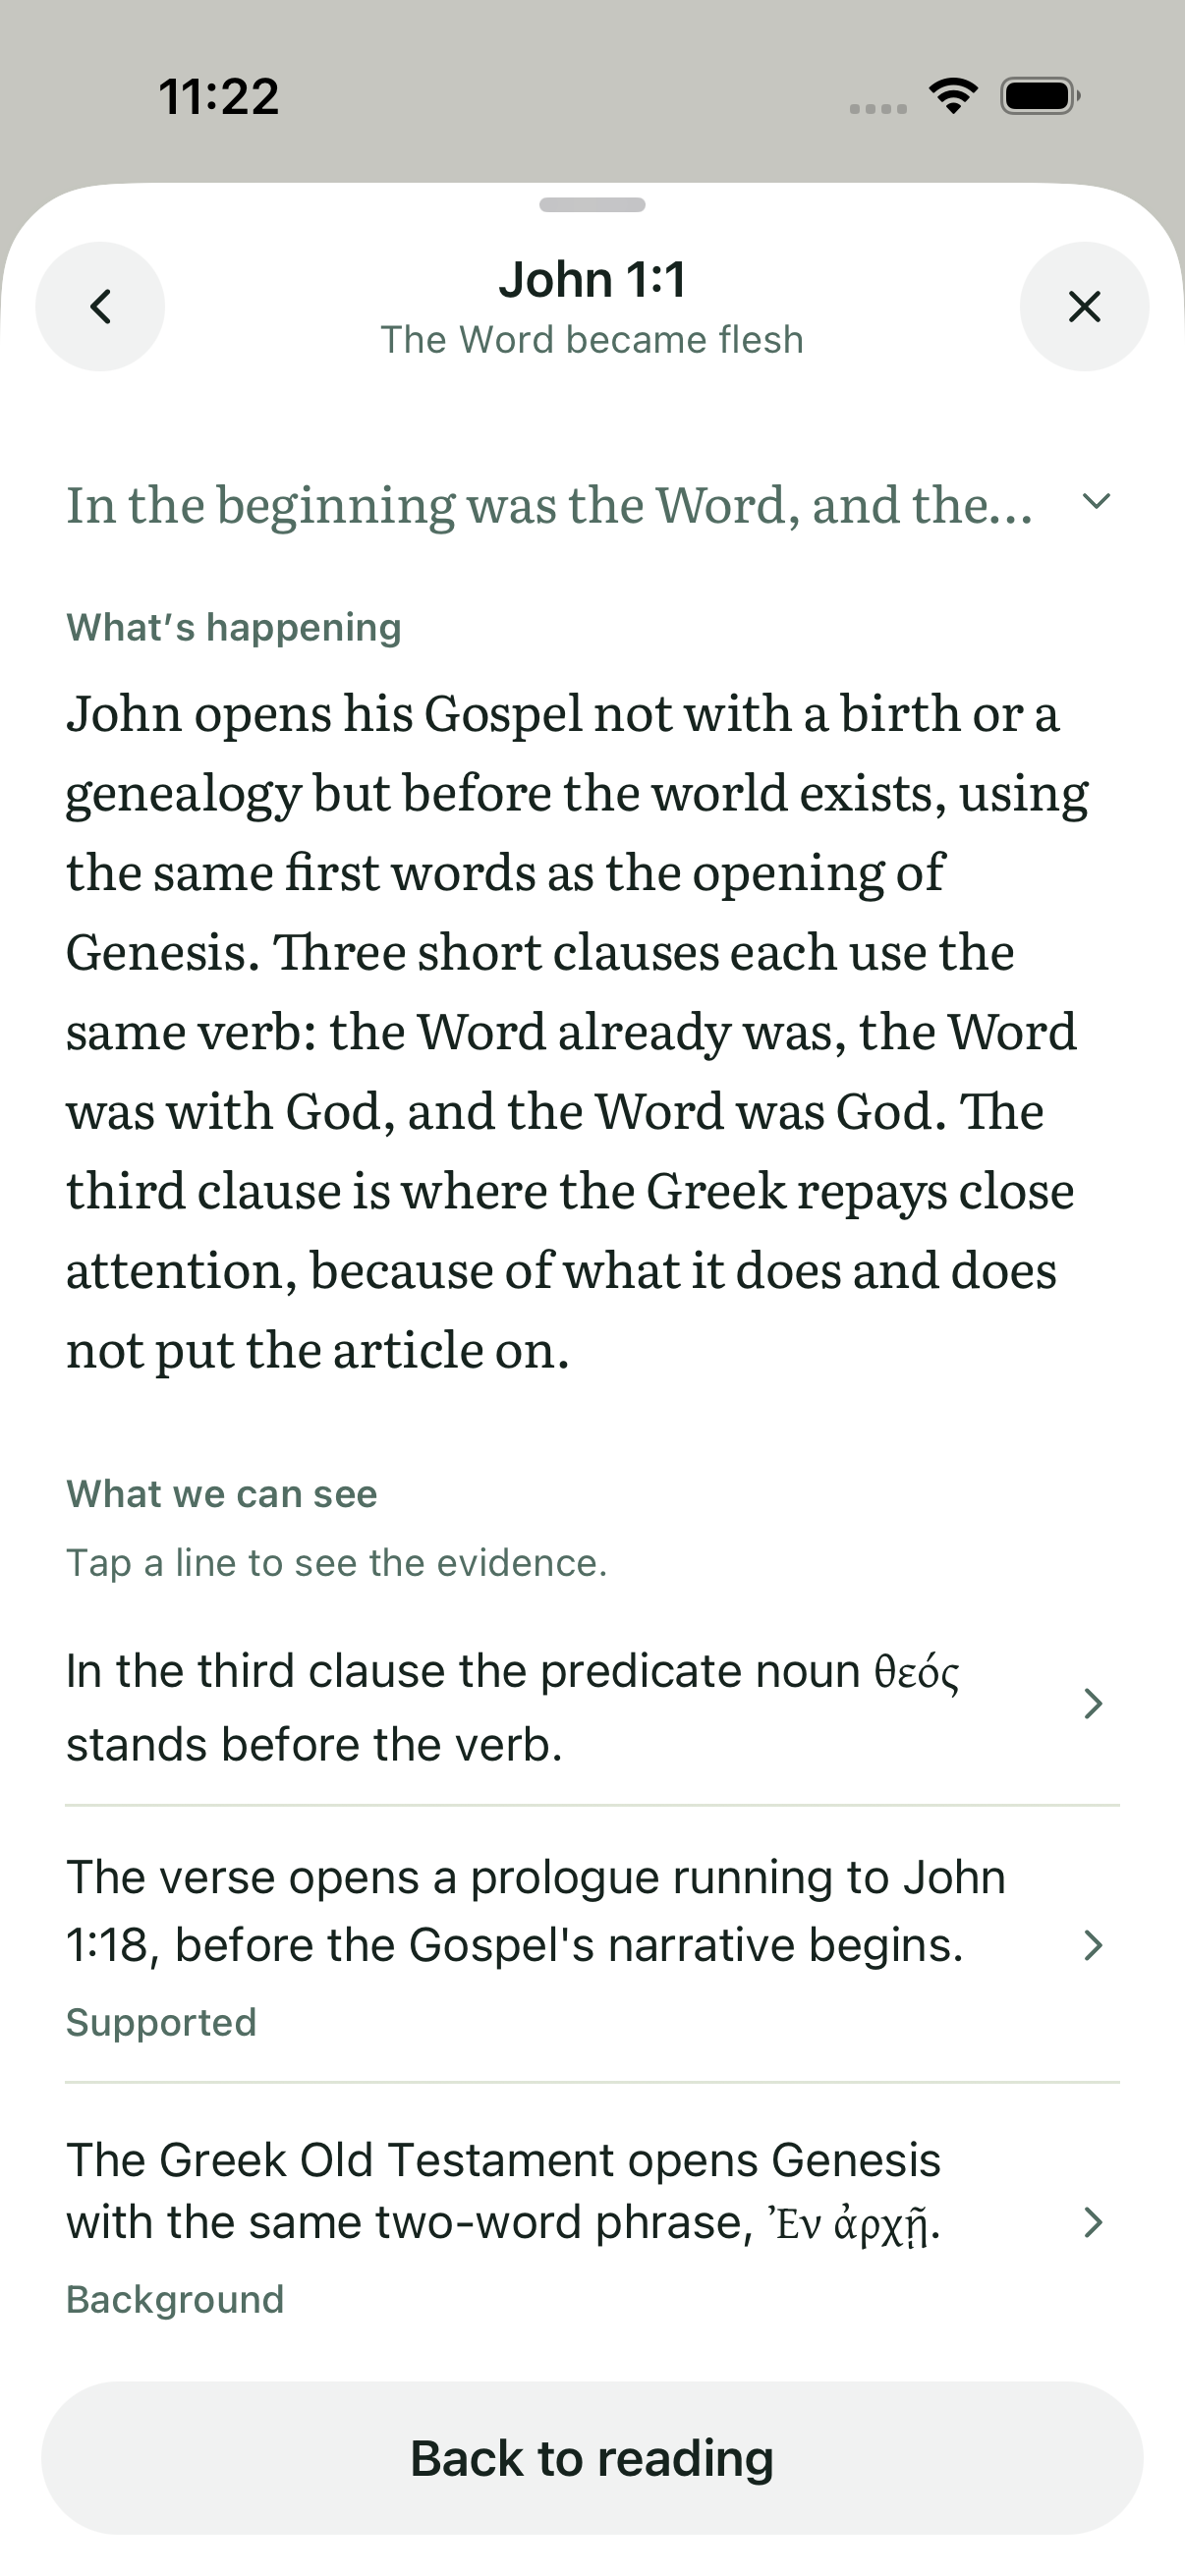 11:22
John 1:1
The Word became flesh
In the beginning was the Word, and the...
What’s happening
John opens his Gospel not with a birth or a
genealogy but before the world exists, using
the same first words as the opening of
Genesis. Three short clauses each use the
same verb: the Word already was, the Word
was with God, and the Word was God. The
third clause is where the Greek repays close
attention, because of what it does and does
not put the article on.
What we can see
Tap a line to see the evidence.
In the third clause the predicate noun θεός
stands before the verb.
The verse opens a prologue running to John
1:18, before the Gospel's narrative begins.
Supported
The Greek Old Testament opens Genesis
with the same two-word phrase, Ἐν ἀρχῇ.
Background
Back to reading